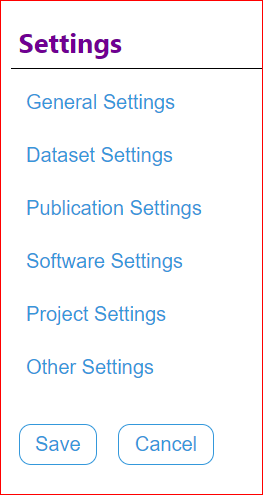 Settings
General Settings
Dataset Settings
Publication Settings
Software Settings
Project Settings
Other Settings
Save Cancel